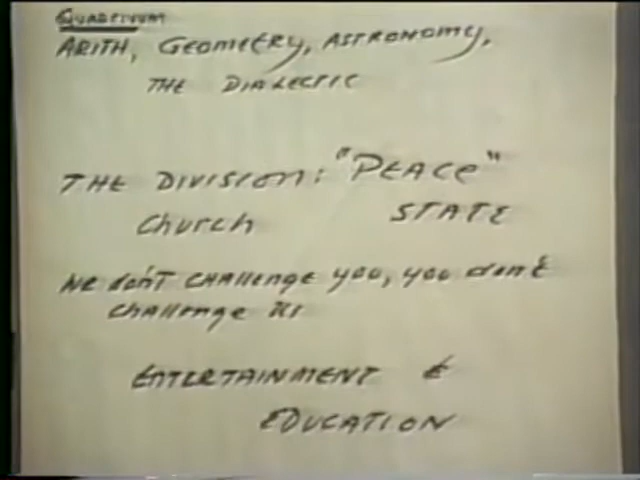 Quadrivum
ARITH, GEOMETRY, ASTRONOMY,
THE DIALECTIC
THE DIVISION: "PEACE"
Church STATE
We don't challenge you, you don't
challenge us
ENTERTAINMENT &
EDUCATION